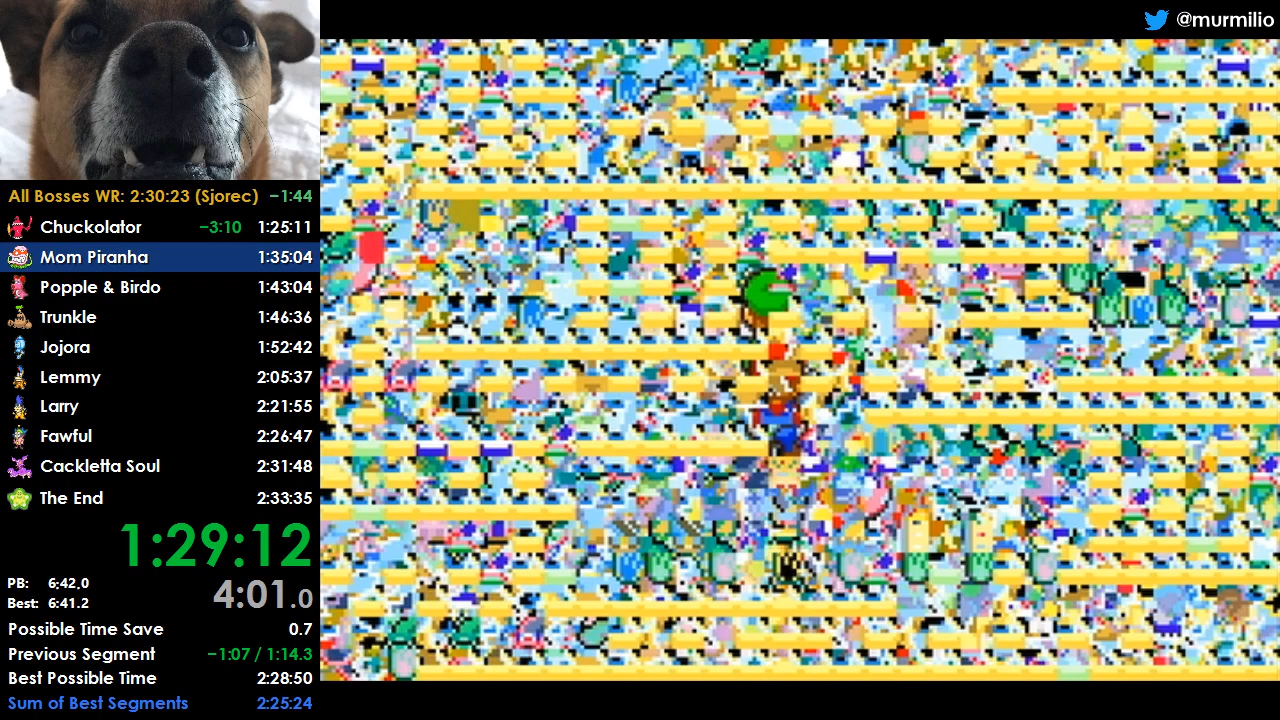 @murmilio
All Bosses WR: 2:30:23 (Sjorec) −1:44
Chuckolator −3:10 1:25:11
Mom Piranha 1:35:04
Popple & Birdo 1:43:04
Trunkle 1:46:36
Jojora 1:52:42
Lemmy 2:05:37
Larry 2:21:55
Fawful 2:26:47
Cackletta Soul 2:31:48
The End 2:33:35
1:29:12
PB: 6:42.0
Best: 6:41.2
4:01.0
Possible Time Save 0.7
Previous Segment −1:07 / 1:14.3
Best Possible Time 2:28:50
Sum of Best Segments 2:25:24